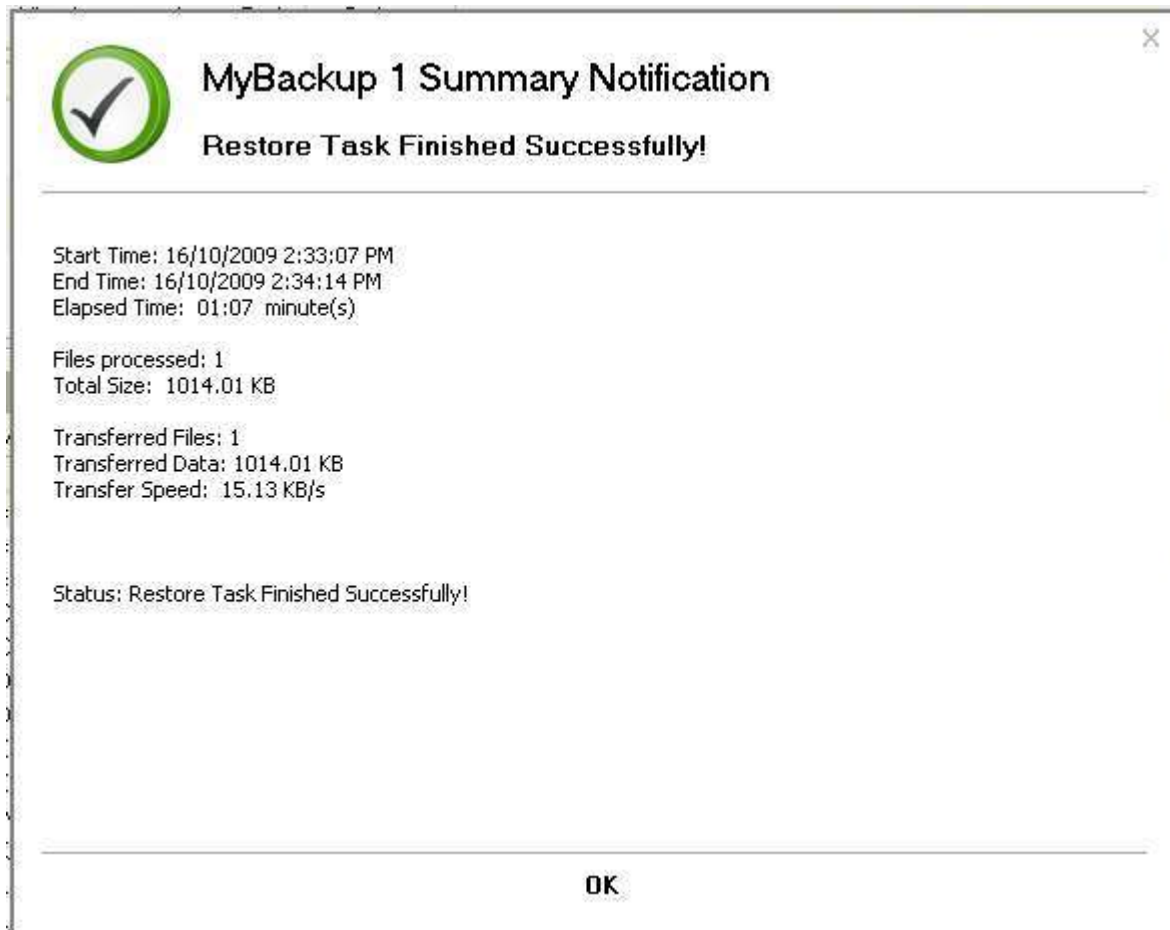 MyBackup 1 Summary Notification
Restore Task Finished Successfully!
Start Time: 16/10/2009 2:33:07 PM
End Time: 16/10/2009 2:34:14 PM
Elapsed Time: 01:07 minute(s)
Files processed: 1
Total Size: 1014.01 KB
Transferred Files: 1
Transferred Data: 1014.01 KB
Transfer Speed: 15.13 KB/s
Status: Restore Task Finished Successfully!
OK